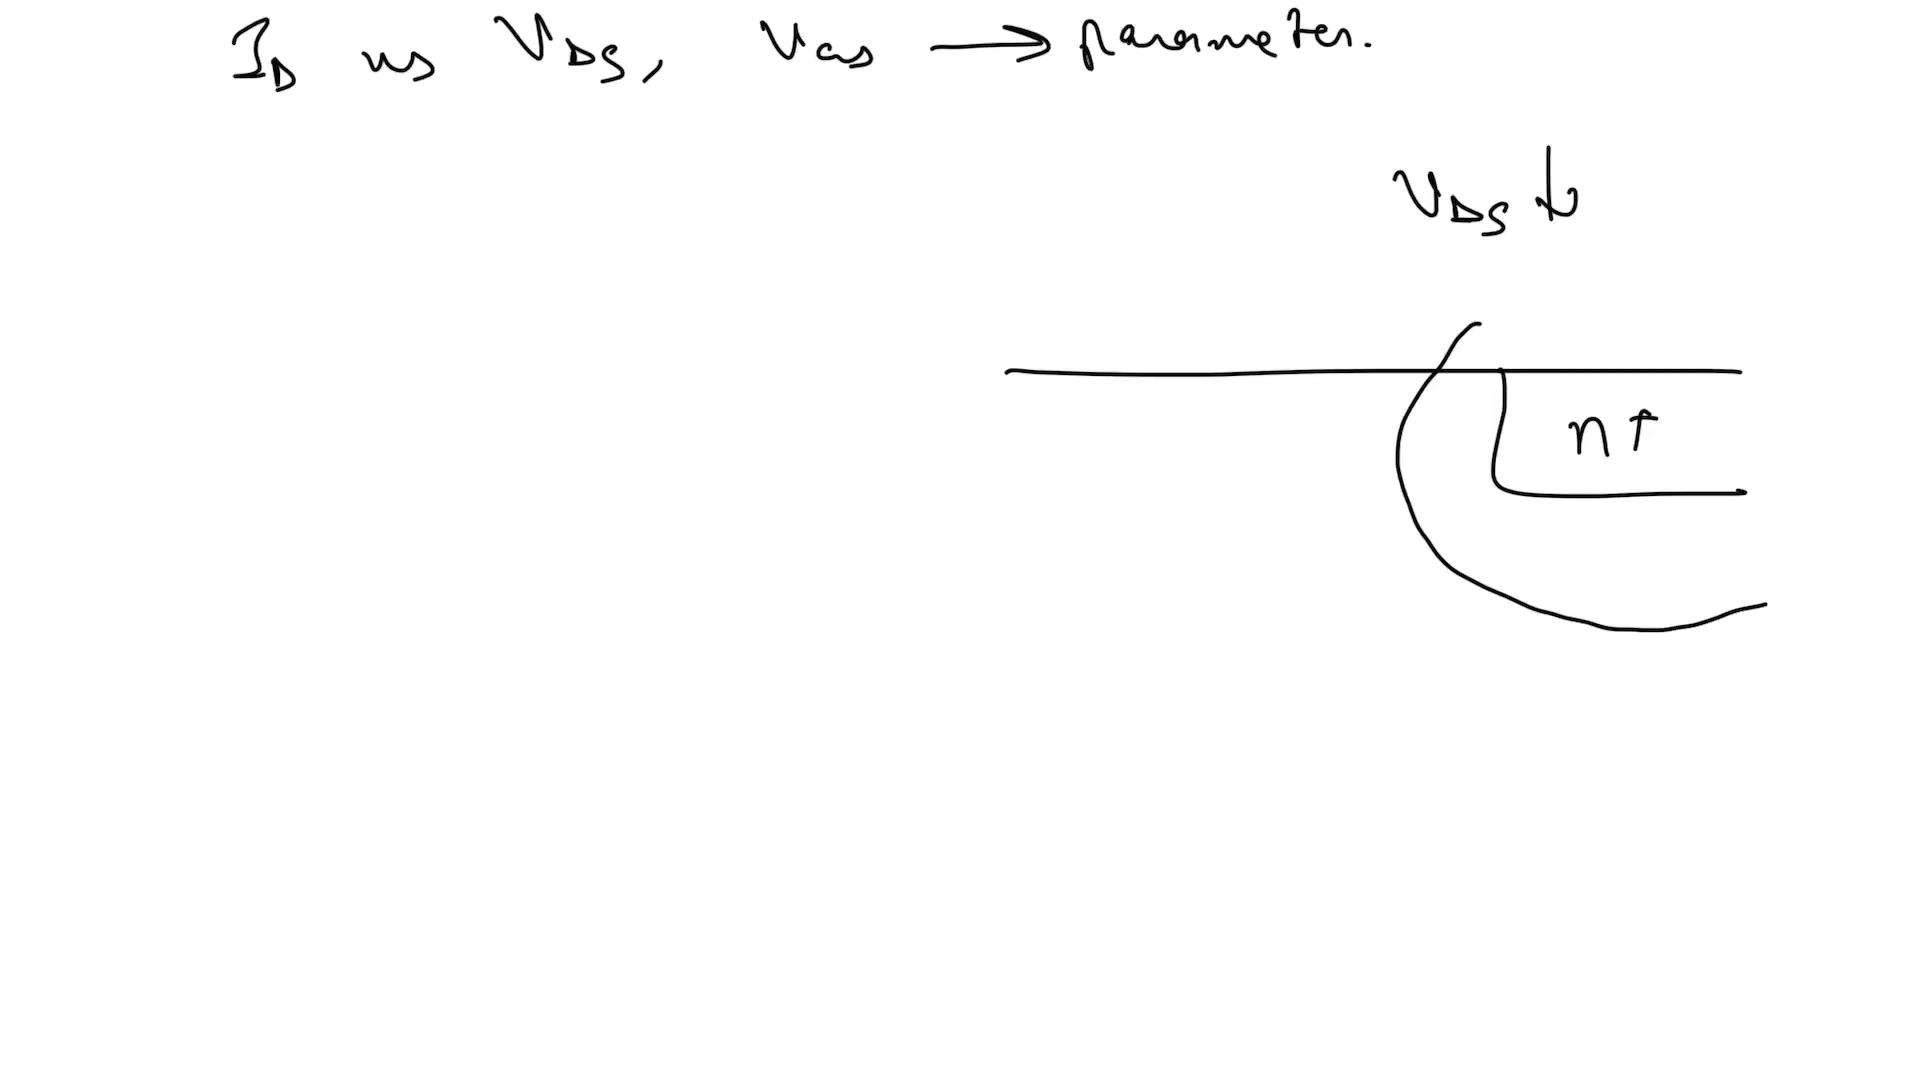 I_D vs V_DS, V_GS → parameter.
V_DS ↓
n+